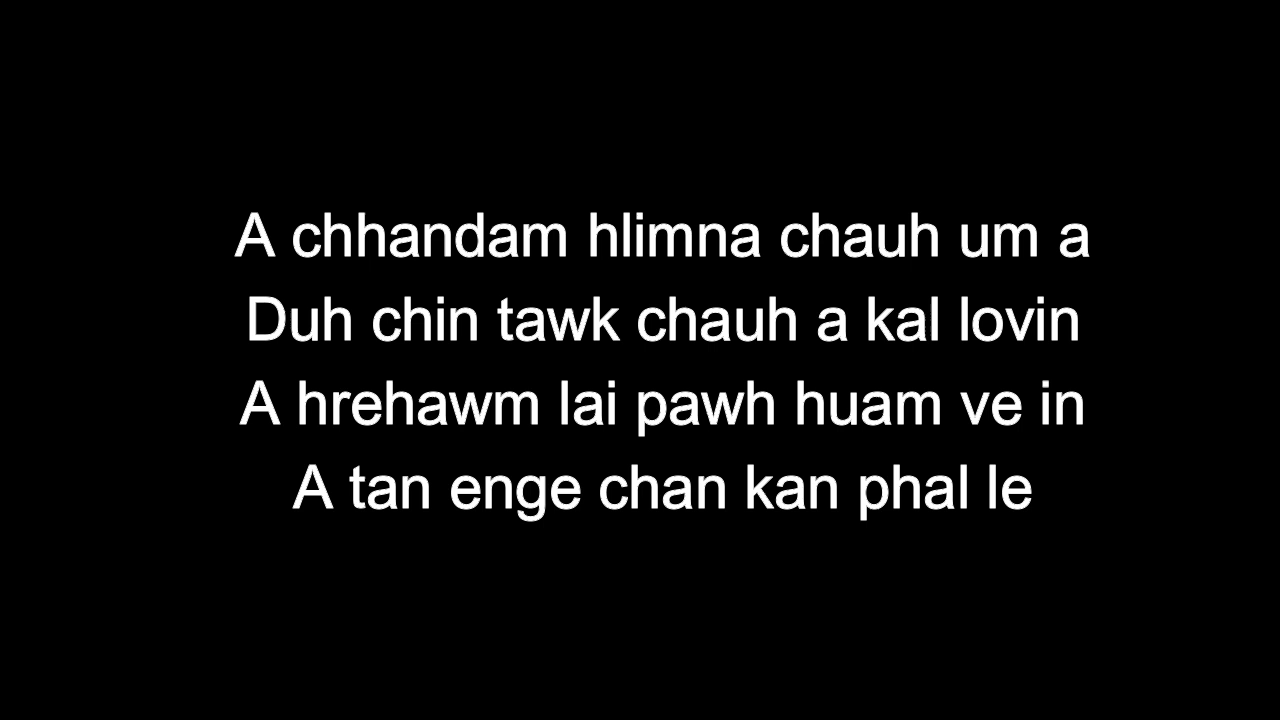 A chhandam hlimna chauh um a
Duh chin tawk chauh a kal lovin
A hrehawm lai pawh huam ve in
A tan enge chan kan phal le